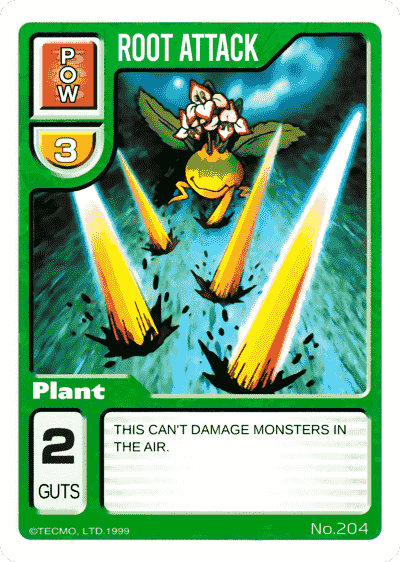 ROOT ATTACK
POW
3
Plant
2
GUTS
THIS CAN'T DAMAGE MONSTERS IN
THE AIR.
©TECMO, LTD.1999
No.204